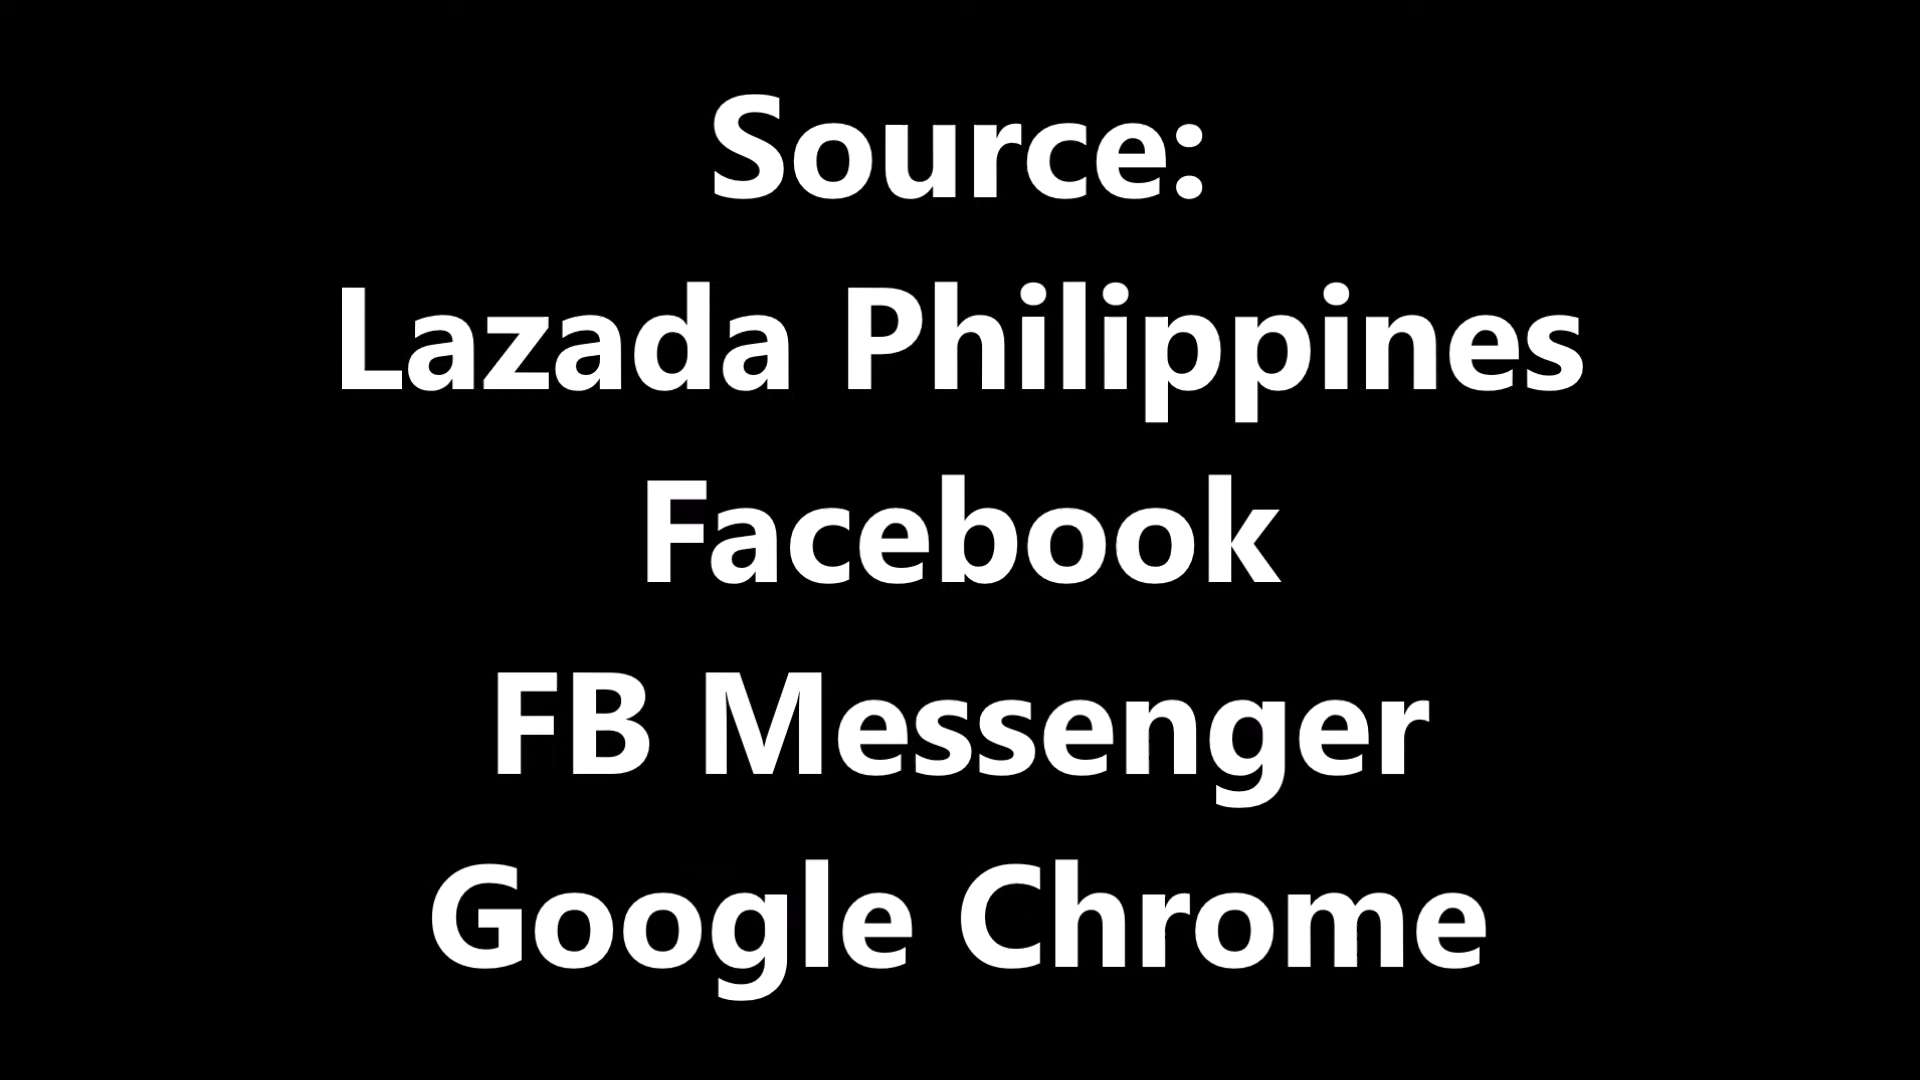 Source:
Lazada Philippines
Facebook
FB Messenger
Google Chrome